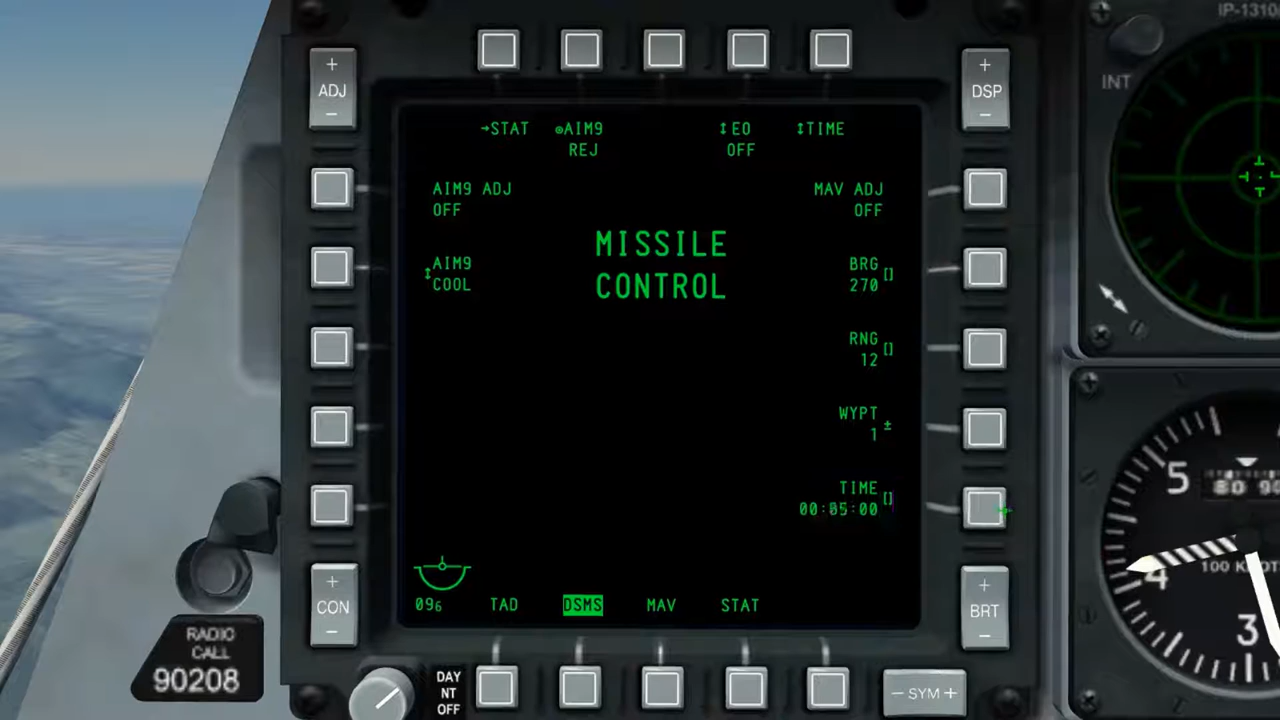 IP-1310
+
ADJ
−
+
DSP
−
INT
→STAT
AIM9
REJ
↕EO
OFF
↕TIME
AIM9 ADJ
OFF
MAV ADJ
OFF
MISSILE
CONTROL
↕AIM9
COOL
BRG
270 []
RNG
12 []
WYPT
1 ±
TIME
00:05:00 []
5
4
3
100 KNOTS
+
CON
−
+
BRT
−
096
TAD
DSMS
MAV
STAT
RADIO
CALL
90208
DAY
NT
OFF
− SYM +